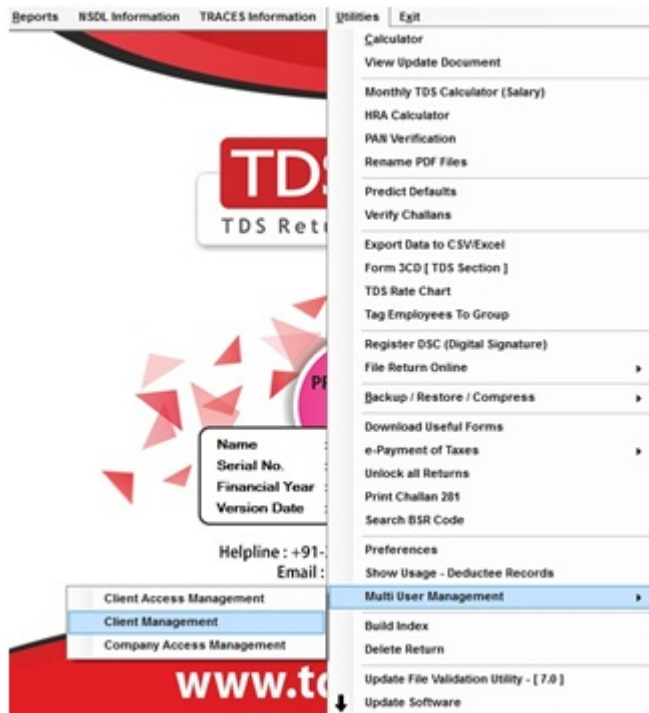 Reports NSDL Information TRACES Information Utilities Exit
Calculator
View Update Document
Monthly TDS Calculator (Salary)
HRA Calculator
PAN Verification
Rename PDF Files
Predict Defaults
Verify Challans
Export Data to CSV/Excel
Form 3CD [ TDS Section ]
TDS Rate Chart
Tag Employees To Group
Register DSC (Digital Signature)
File Return Online
Backup / Restore / Compress
Download Useful Forms
e-Payment of Taxes
Unlock all Returns
Print Challan 281
Search BSR Code
Preferences
Show Usage - Deductee Records
Multi User Management
Build Index
Delete Return
Update File Validation Utility - [ 7.0 ]
Update Software
TDS
TDS Retu
PR
Name :
Serial No. :
Financial Year :
Version Date :
Helpline : +91-
Email :
Client Access Management
Client Management
Company Access Management
www.td